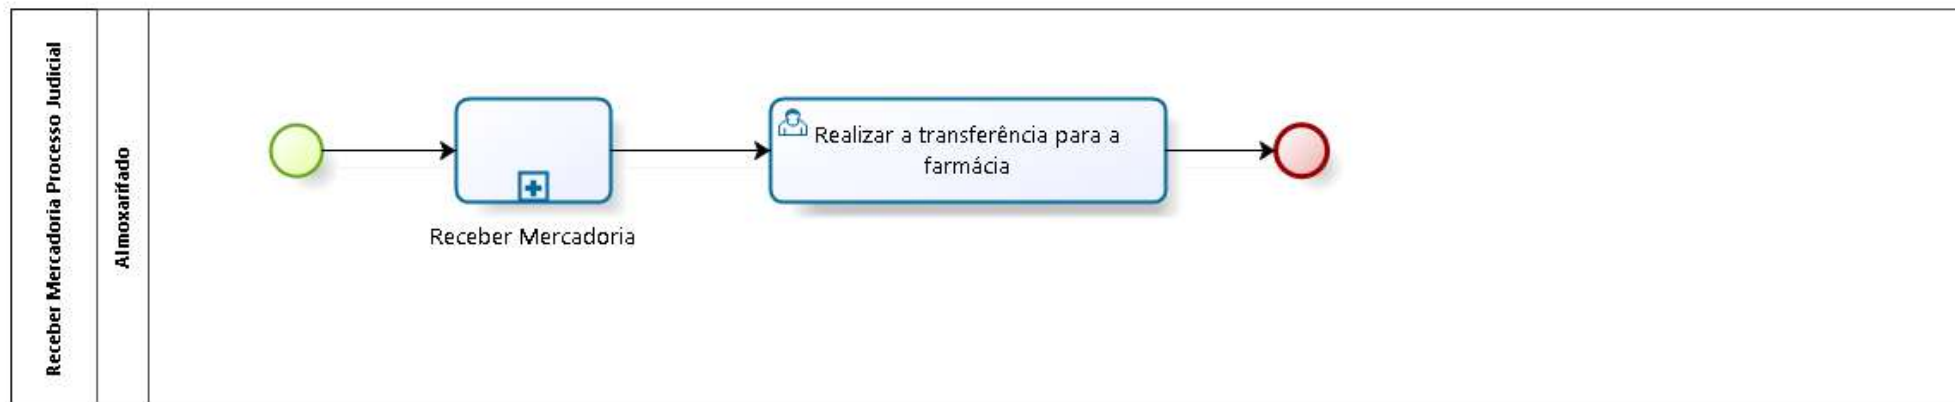 Receber Mercadoria Processo Judicial
Almoxarifado
Receber Mercadoria
Realizar a transferência para a
farmácia